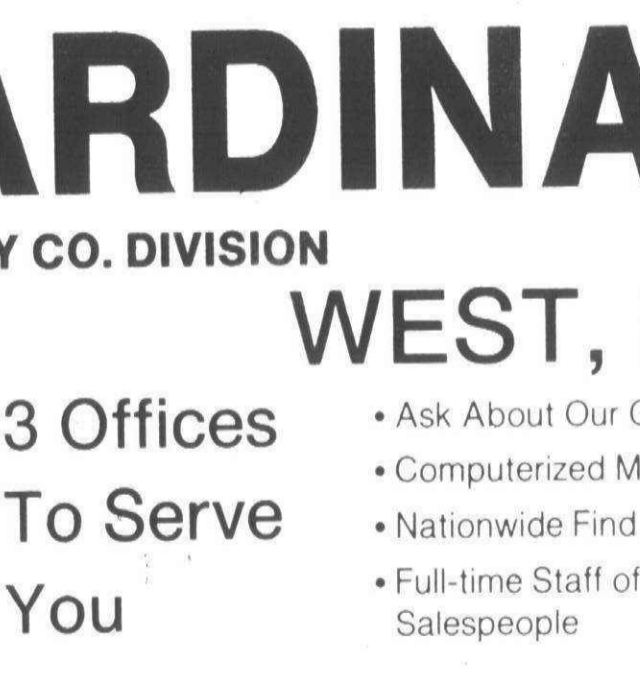 ARDINA
Y CO. DIVISION
WEST,
3 Offices
To Serve
You
• Ask About Our
• Computerized M
• Nationwide Find
• Full-time Staff of
Salespeople